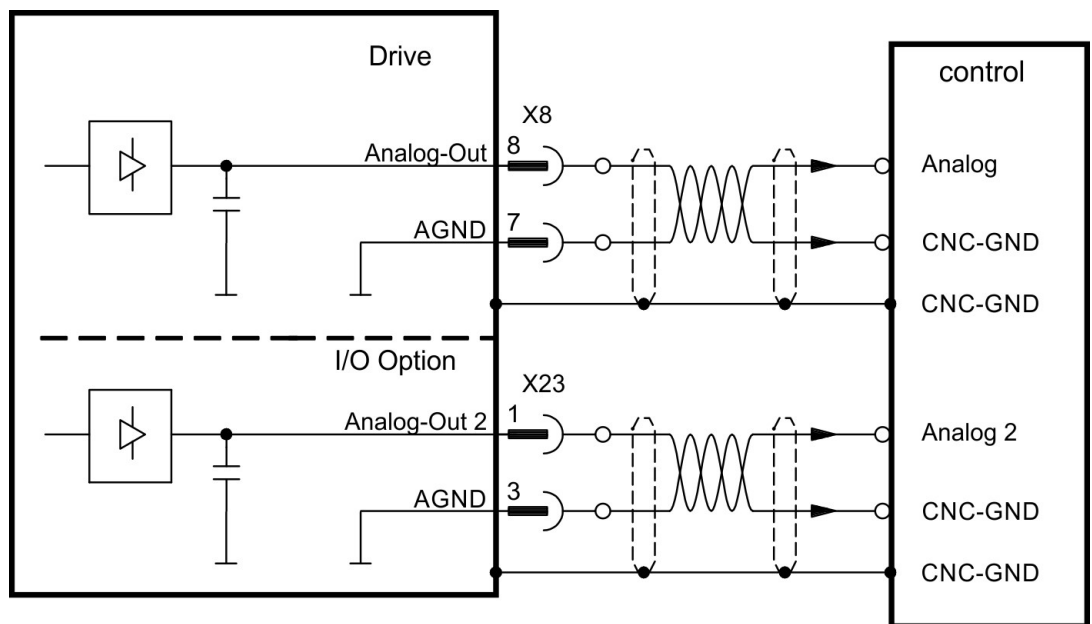 Drive
control
X8
Analog-Out
8
Analog
AGND
7
CNC-GND
CNC-GND
I/O Option
X23
Analog-Out 2
1
Analog 2
AGND
3
CNC-GND
CNC-GND